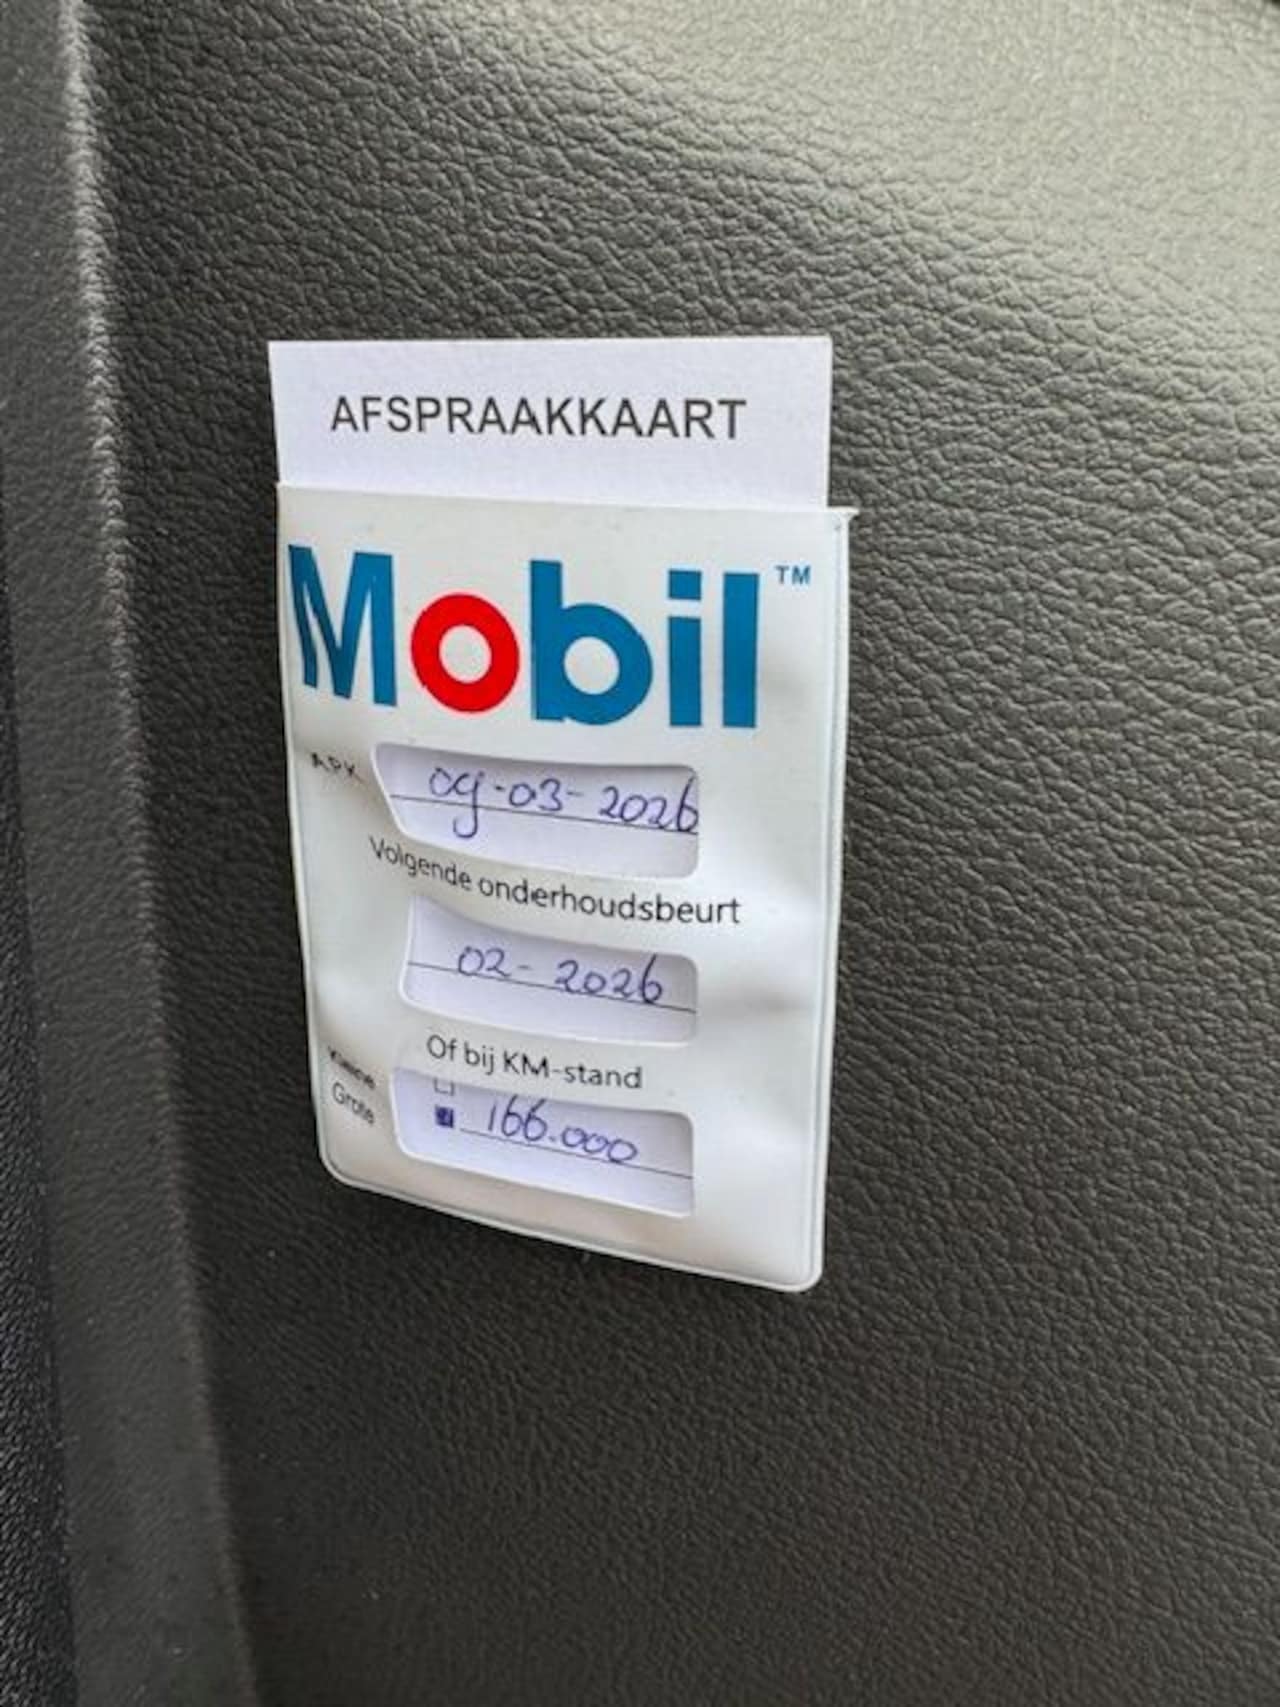 AFSPRAAKKAART
Mobil™
APK 09-03-2026
Volgende onderhoudsbeurt
02-2026
Of bij KM-stand
Kleine
Grote 166.000